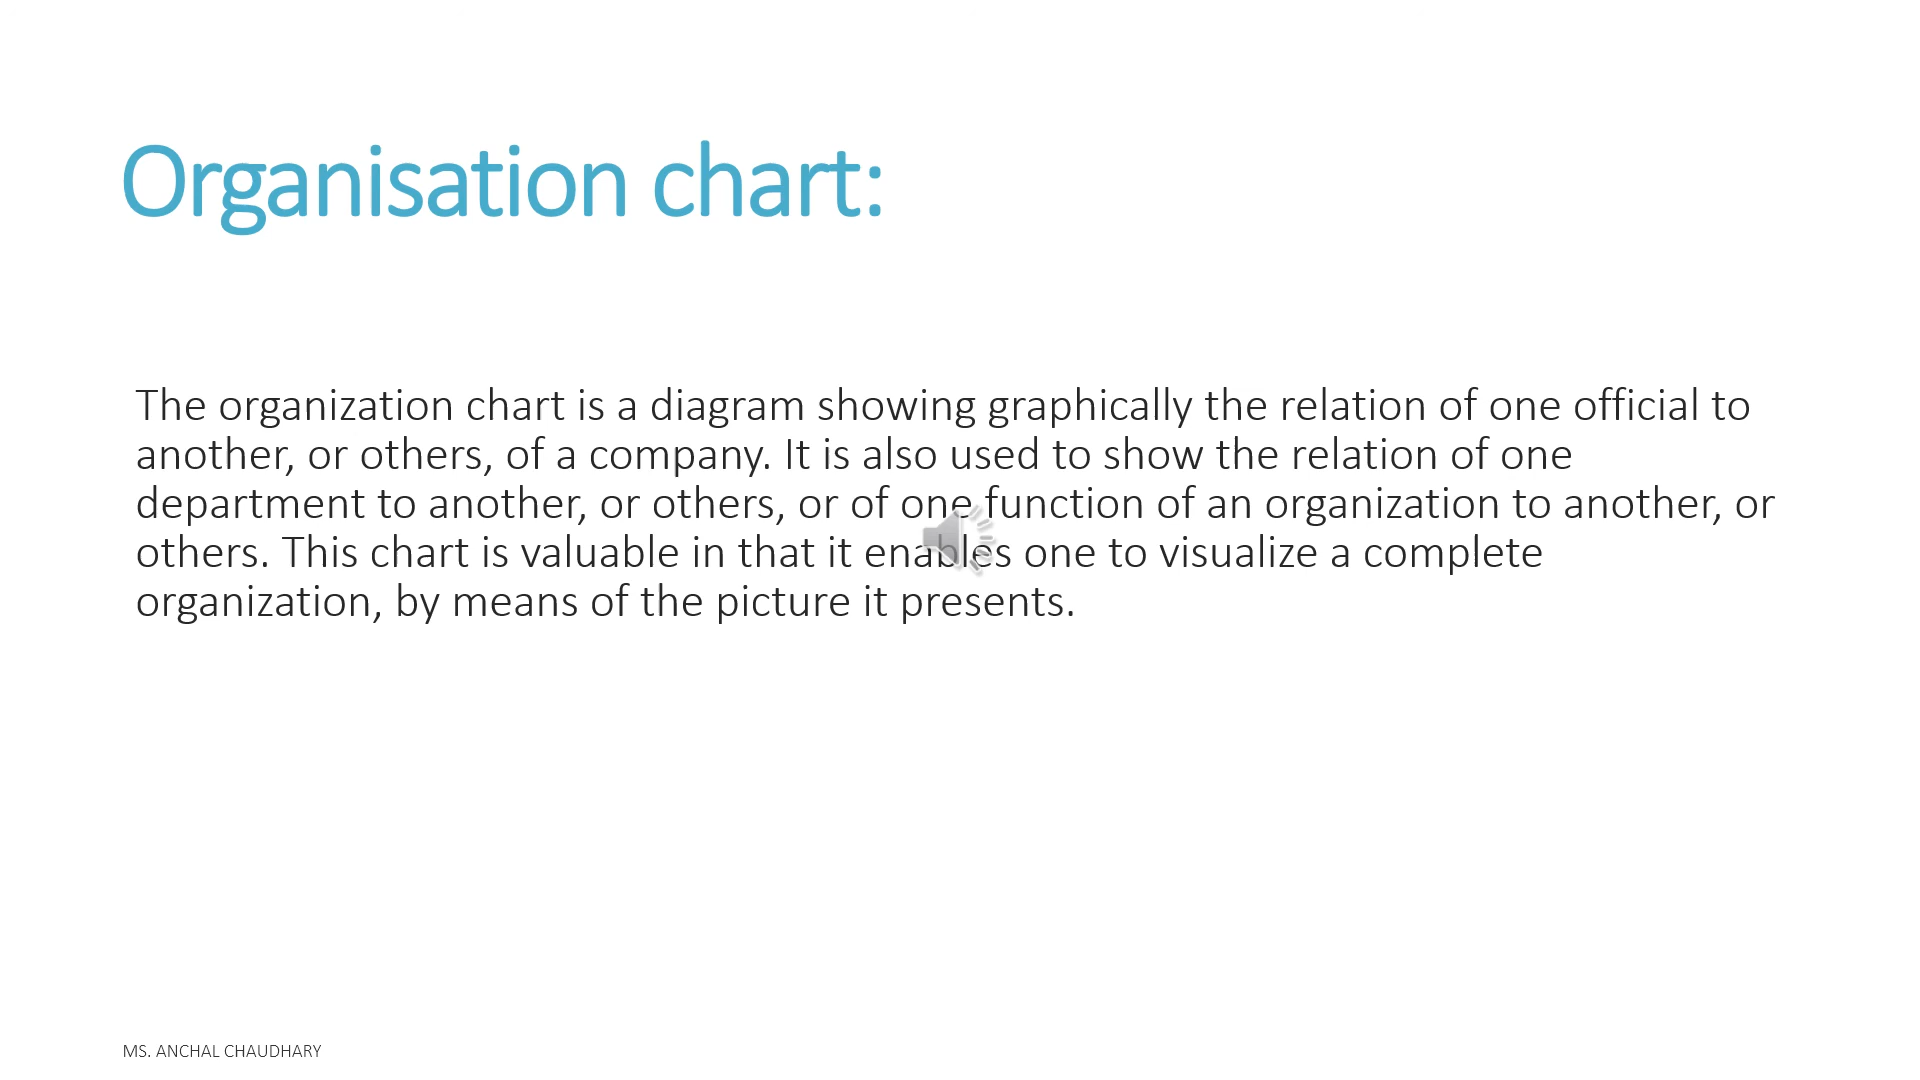 Organisation chart:
The organization chart is a diagram showing graphically the relation of one official to
another, or others, of a company. It is also used to show the relation of one
department to another, or others, or of one function of an organization to another, or
others. This chart is valuable in that it enables one to visualize a complete
organization, by means of the picture it presents.
MS. ANCHAL CHAUDHARY